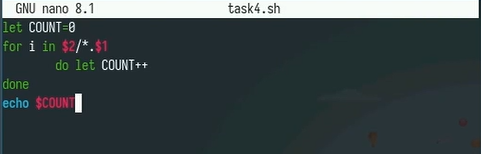 GNU nano 8.1 task4.sh
let COUNT=0
for i in $2/*.$1
        do let COUNT++
done
echo $COUNT